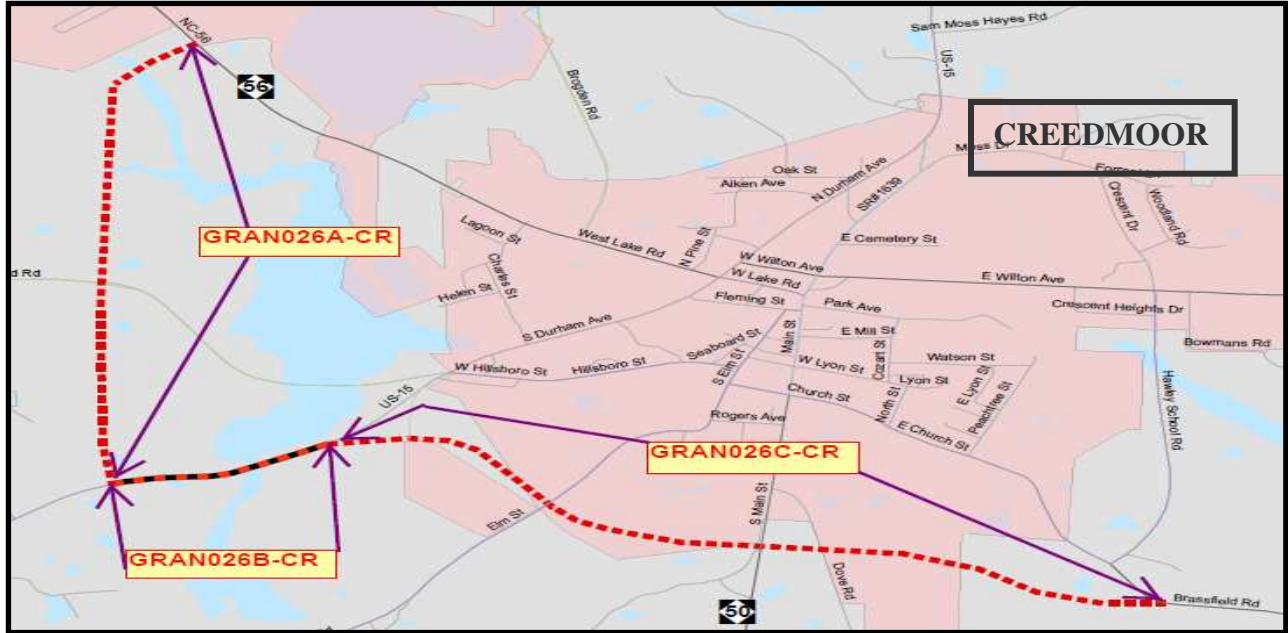 Sam Moss Hayes Rd
NC-56
US-15
56
Brogden Rd
CREEDMOOR
Moss Dr
Oak St
Aiken Ave
N Durham Ave
SR#1639
Crescent Dr
Woodland Rd
Lagoon St
GRAN026A-CR
West Lake Rd
N Pine St
E Cemetery St
W Wilton Ave
d Rd
Charles St
W Lake Rd
E Wilton Ave
Helen St
Fleming St
Park Ave
Crescent Heights Dr
S Durham Ave
Main St
E Mill St
Bowmans Rd
Seaboard St
Cozart St
Watson St
W Hillsboro St
Hillsboro St
S Elm St
W Lyon St
Lyon St
E Lyon St
Peachtree St
US-15
Church St
North St
Hawley School Rd
Rogers Ave
E Church St
GRAN026C-CR
Elm St
S Main St
GRAN026B-CR
Dove Rd
50
Brassfield Rd